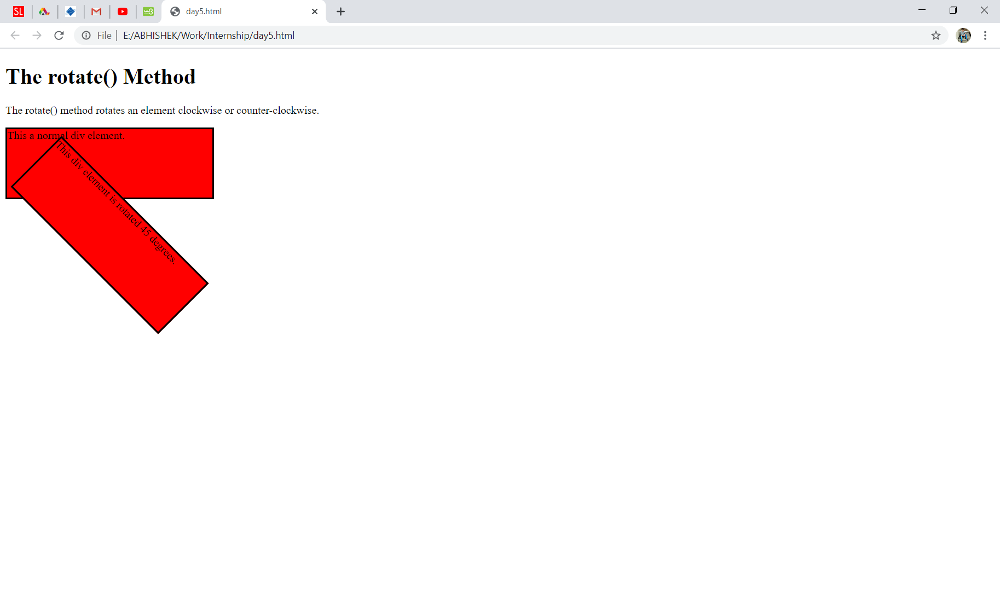 SL
w3
day5.html
File | E:/ABHISHEK/Work/Internship/day5.html
The rotate() Method
The rotate() method rotates an element clockwise or counter-clockwise.
This a normal div element.
This div element is rotated 45 degrees.